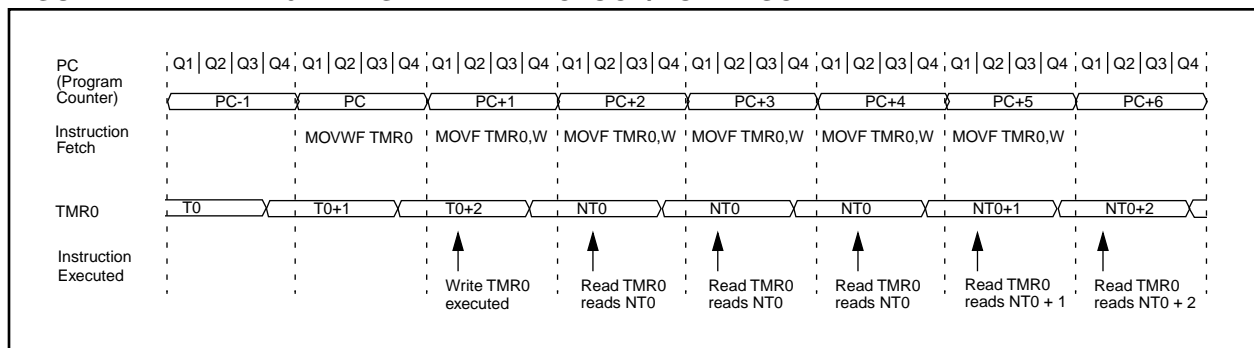 PC
(Program
Counter)
Q1 Q2 Q3 Q4 Q1 Q2 Q3 Q4 Q1 Q2 Q3 Q4 Q1 Q2 Q3 Q4 Q1 Q2 Q3 Q4 Q1 Q2 Q3 Q4 Q1 Q2 Q3 Q4 Q1 Q2 Q3 Q4
PC-1 PC PC+1 PC+2 PC+3 PC+4 PC+5 PC+6
Instruction
Fetch
MOVWF TMR0 MOVF TMR0,W MOVF TMR0,W MOVF TMR0,W MOVF TMR0,W MOVF TMR0,W
TMR0
T0 T0+1 T0+2 NT0 NT0 NT0 NT0+1 NT0+2
Instruction
Executed
Write TMR0
executed
Read TMR0
reads NT0
Read TMR0
reads NT0
Read TMR0
reads NT0
Read TMR0
reads NT0 + 1
Read TMR0
reads NT0 + 2